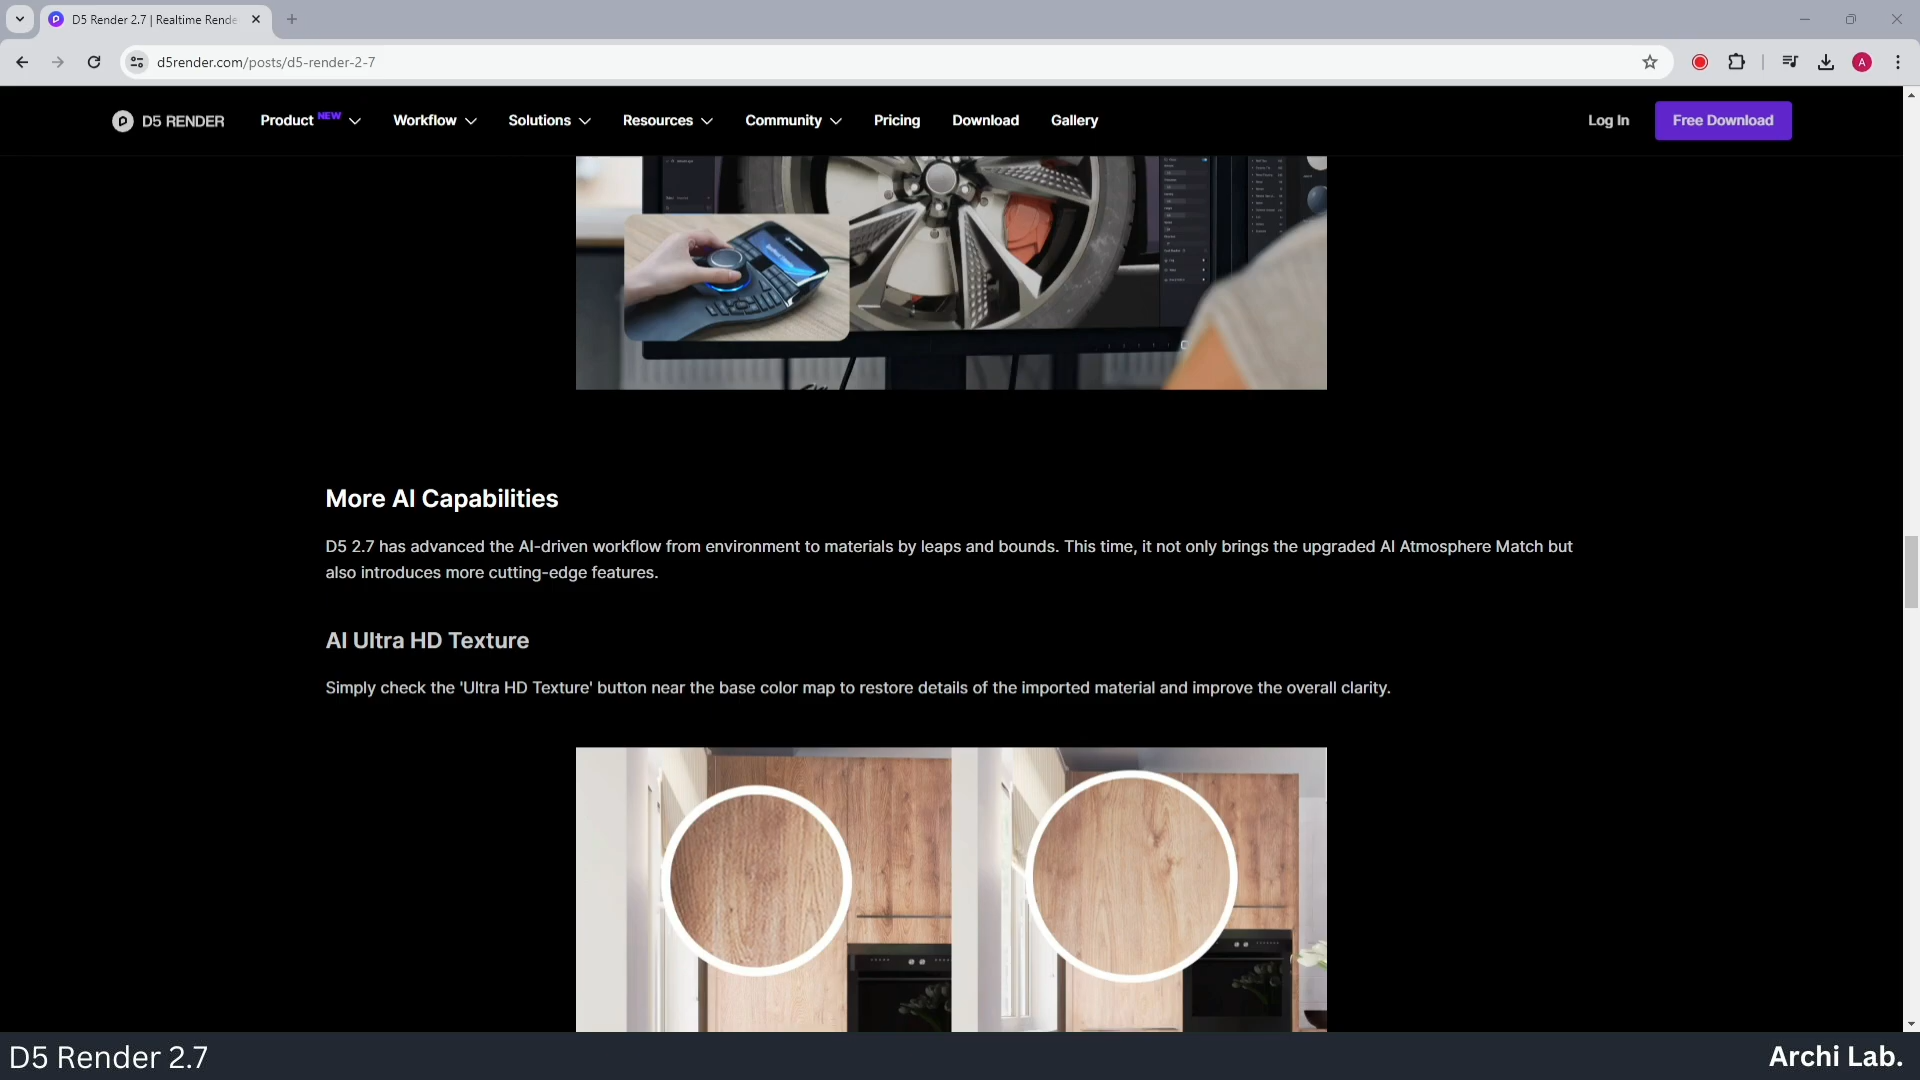 D5 Render 2.7 | Realtime Rende
d5render.com/posts/d5-render-2-7
A
D5 RENDER
Product NEW
Workflow
Solutions
Resources
Community
Pricing
Download
Gallery
Log In
Free Download
More AI Capabilities
D5 2.7 has advanced the AI-driven workflow from environment to materials by leaps and bounds. This time, it not only brings the upgraded AI Atmosphere Match but
also introduces more cutting-edge features.
AI Ultra HD Texture
Simply check the 'Ultra HD Texture' button near the base color map to restore details of the imported material and improve the overall clarity.
D5 Render 2.7
Archi Lab.